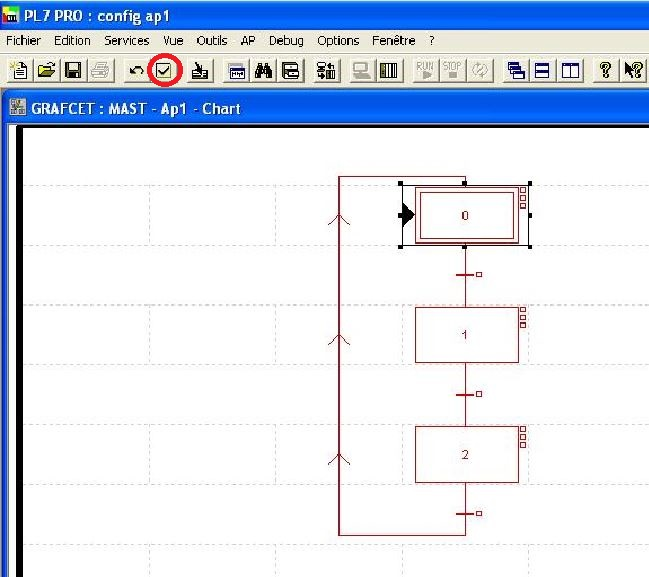 PL7 PRO : config ap1
Fichier Edition Services Vue Outils AP Debug Options Fenêtre ?
RUN STOP
GRAFCET : MAST - Ap1 - Chart
0
1
2